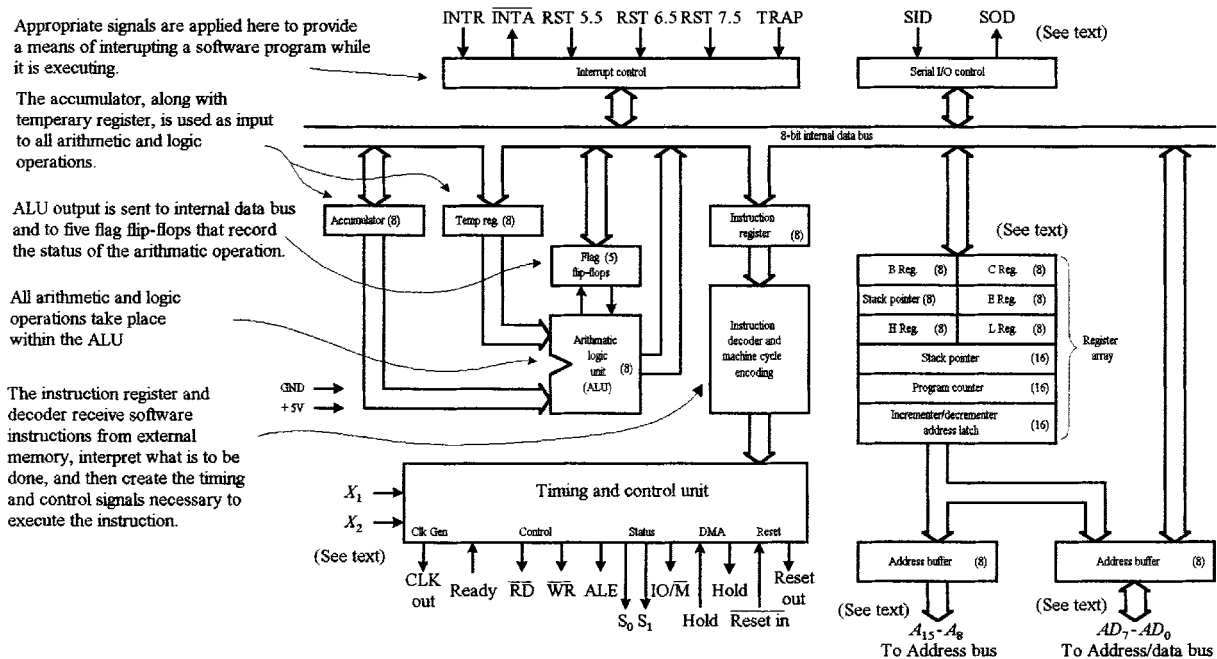 Appropriate signals are applied here to provide
a means of interupting a software program while
it is executing.
The accumulator, along with
temperary register, is used as input
to all arithmetic and logic
operations.
ALU output is sent to internal data bus
and to five flag flip-flops that record
the status of the arithmatic operation.
All arithmetic and logic
operations take place
within the ALU
The instruction register and
decoder receive software
instructions from external
memory, interpret what is to be
done, and then create the timing
and control signals necessary to
execute the instruction.
INTR INTA RST 5.5 RST 6.5 RST 7.5 TRAP
Interrupt control
SID SOD (See text)
Serial I/O control
8-bit internal data bus
Accumulator (8)
Temp reg. (8)
Flag (5)
flip-flops
Arithmatic
logic
unit (8)
(ALU)
GND
+5V
Instruction
register (8)
Instruction
decoder and
machine cycle
encoding
(See text)
B Reg. (8) C Reg. (8)
Stack pointer (8) E Reg. (8)
H Reg. (8) L Reg. (8)
Stack pointer (16)
Program counter (16)
Incrementer/decrementer
address latch (16)
Register
array
X1
X2
(See text)
Timing and control unit
Clk Gen Control Status DMA Reset
CLK
out
Ready
RD WR ALE
S0 S1
IO/M
Hold
Hold
Reset in
Reset
out
Address buffer (8)
Address buffer (8)
(See text)
(See text)
A15-A8
To Address bus
AD7-AD0
To Address/data bus